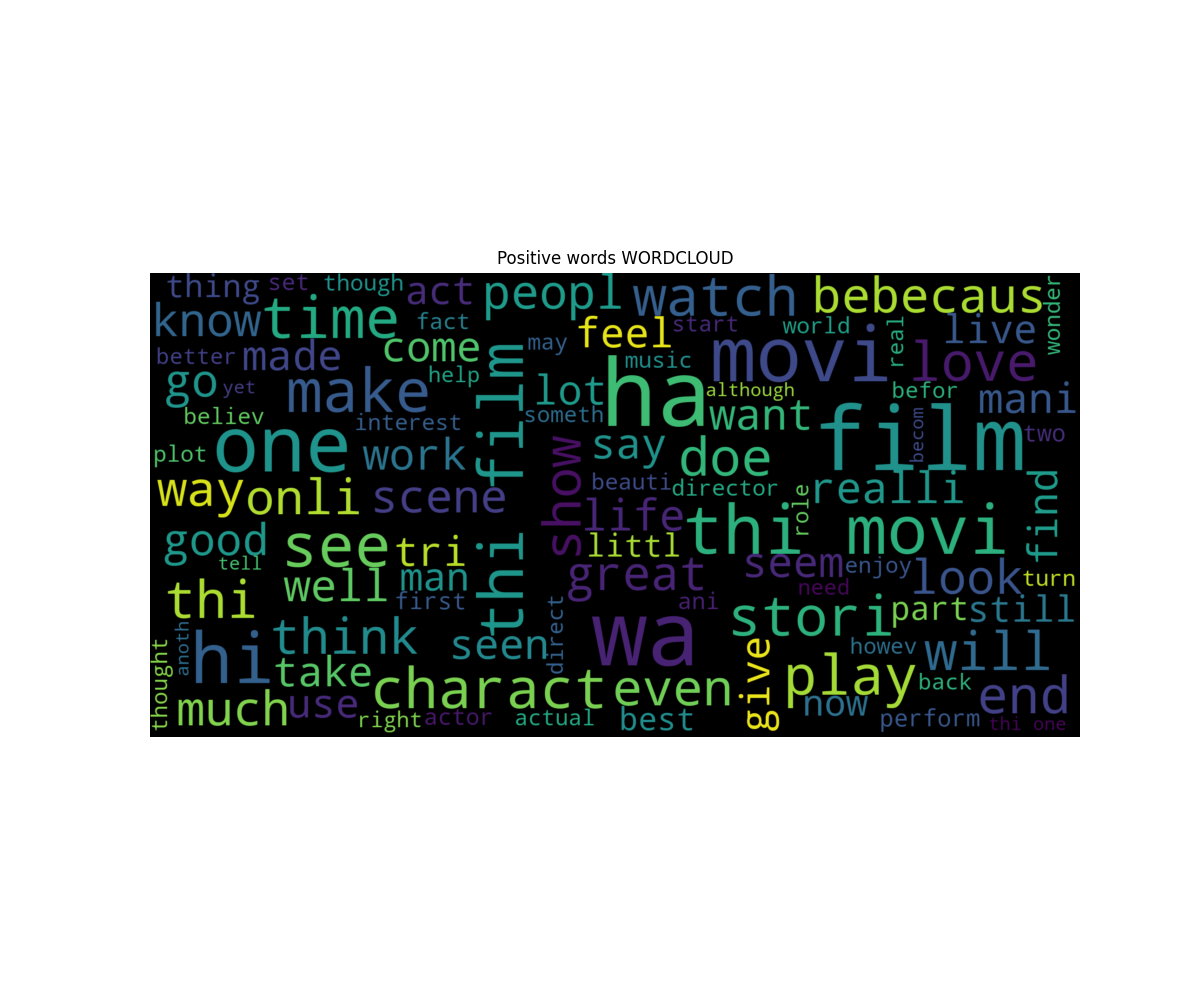 Positive words WORDCLOUD
thing set though act peopl watch bebecaus wonder
know time fact come feel start world real live
better made may music movi love
go yet make help lot ha although befor mani
believ interest someth want film becom two
plot one work thi film say doe
way onli scene show beauti director role realli find
good see tri life thi movi
tell well man littl great seem enjoy look turn
thi first direct ani need stori part still
anoth hi think seen wa howev will
thought take charact even give play back end
much use right actor actual best now perform thi one